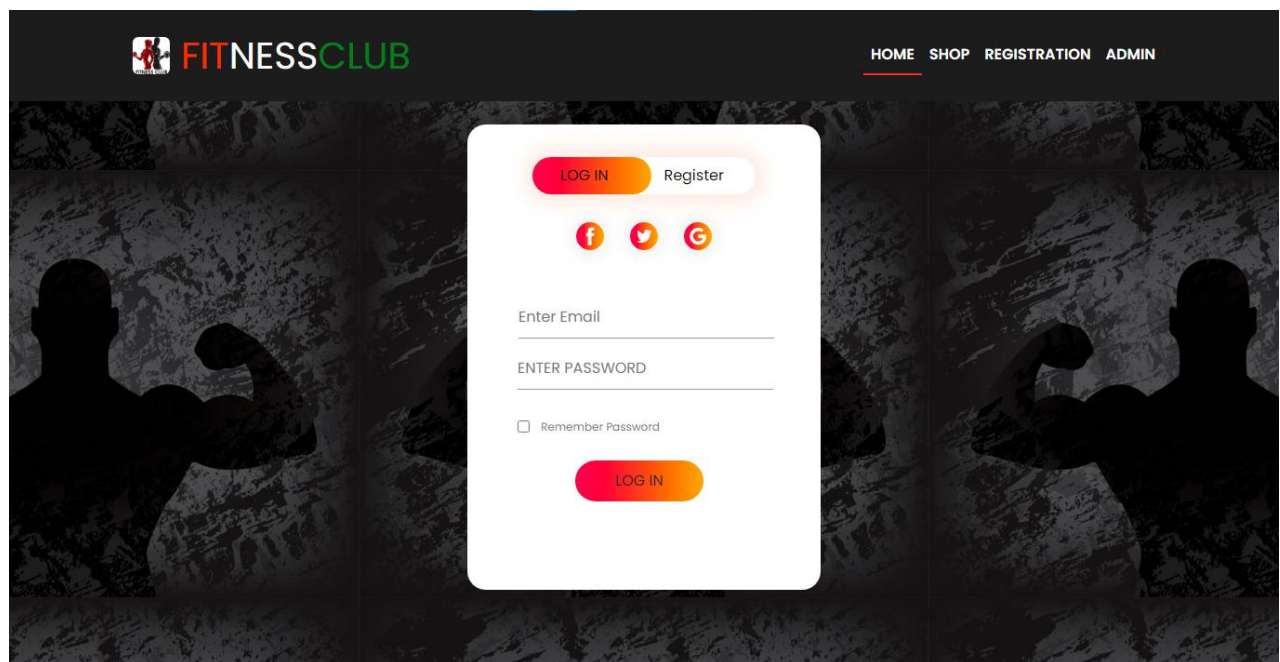 FITNESSCLUB
HOME SHOP REGISTRATION ADMIN
LOG IN Register
Enter Email
ENTER PASSWORD
Remember Password
LOG IN